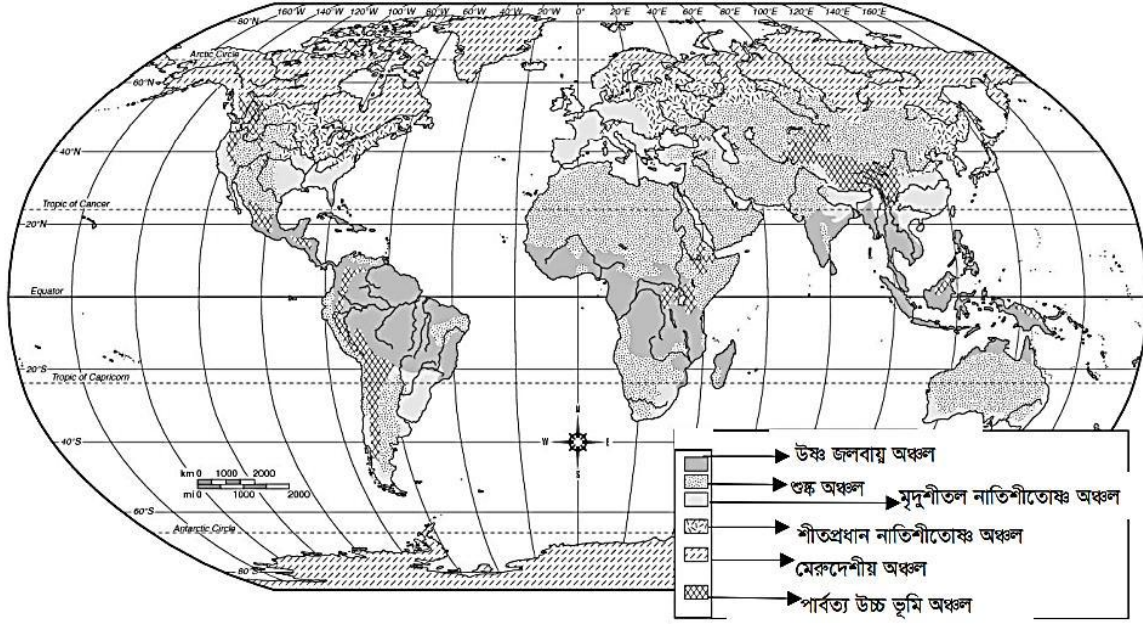 160°W 140°W 120°W 100°W 80°W 60°W 40°W 20°W 0° 20°E 40°E 60°E 80°E 100°E 120°E 140°E 160°E
80°N
Arctic Circle
60°N
40°N
Tropic of Cancer
20°N
Equator
20°S
Tropic of Capricorn
40°S
N
W E
S
km 0 1000 2000
mi 0 1000 2000
60°S
Antarctic Circle
80°S
উষ্ণ জলবায়ু অঞ্চল
শুষ্ক অঞ্চল
মৃদুশীতল নাতিশীতোষ্ণ অঞ্চল
শীতপ্রধান নাতিশীতোষ্ণ অঞ্চল
মেরুদেশীয় অঞ্চল
পার্বত্য উচ্চ ভূমি অঞ্চল